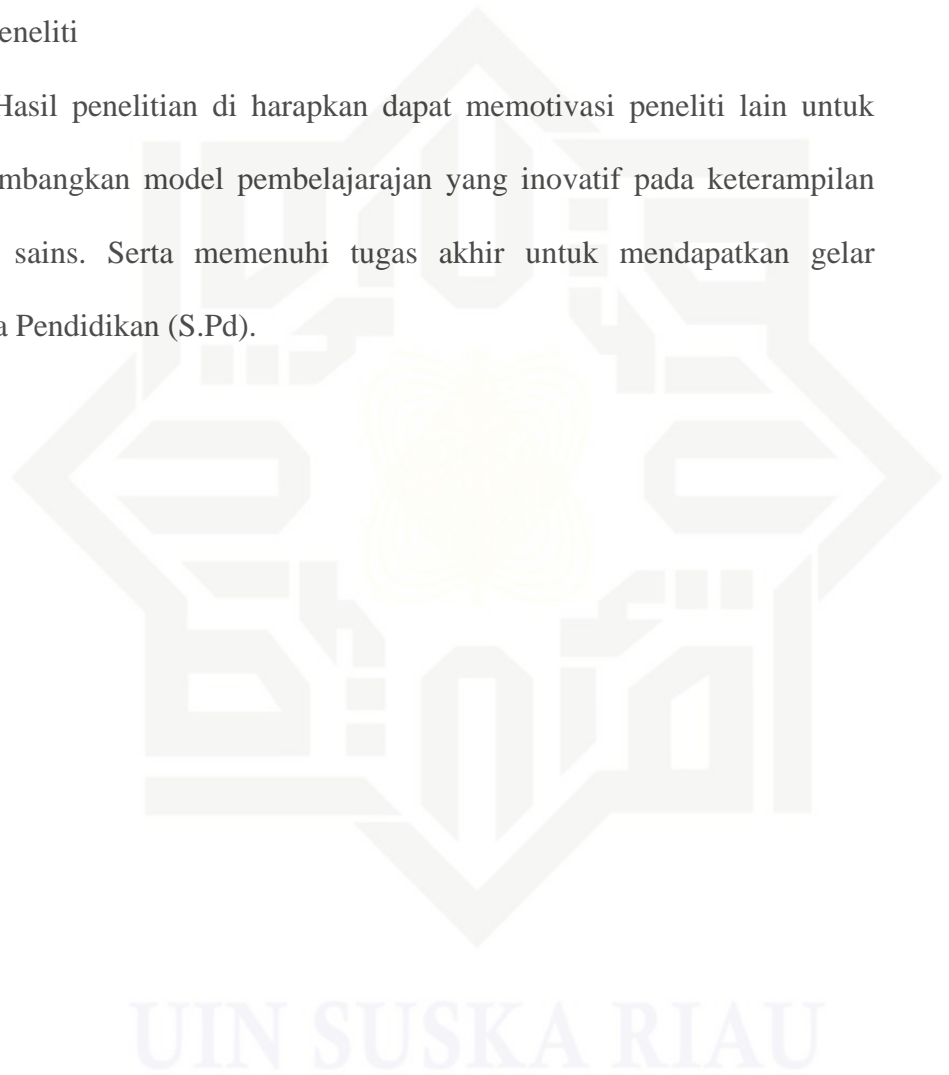 eneliti
Hasil penelitian di harapkan dapat memotivasi peneliti lain untuk
mbangkan model pembelajarajan yang inovatif pada keterampilan
sains. Serta memenuhi tugas akhir untuk mendapatkan gelar
a Pendidikan (S.Pd).
UIN SUSKA RIAU